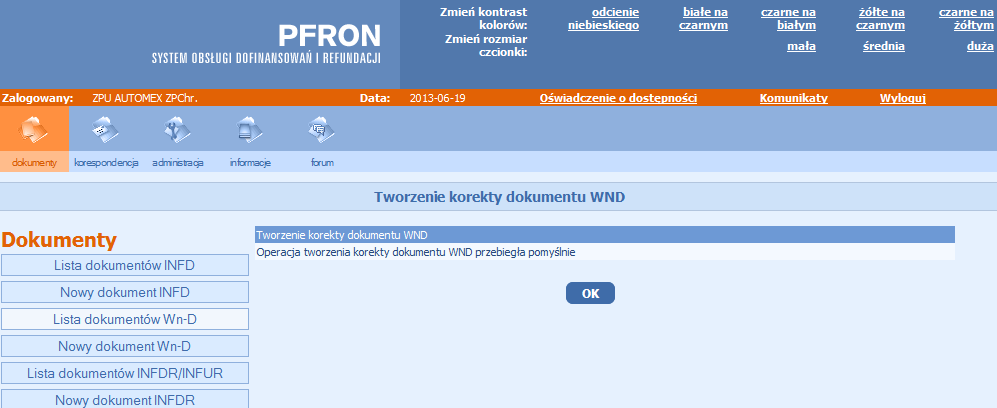 PFRON
SYSTEM OBSŁUGI DOFINANSOWAŃ I REFUNDACJI
Zmień kontrast kolorów: odcienie niebieskiego białe na czarnym czarne na białym żółte na czarnym czarne na żółtym
Zmień rozmiar czcionki: mała średnia duża
Zalogowany: ZPU AUTOMEX ZPChr. Data: 2013-06-19 Oświadczenie o dostępności Komunikaty Wyloguj
dokumenty korespondencja administracja informacje forum
Tworzenie korekty dokumentu WND
Dokumenty
Lista dokumentów INFD
Nowy dokument INFD
Lista dokumentów Wn-D
Nowy dokument Wn-D
Lista dokumentów INFDR/INFUR
Nowy dokument INFDR
Tworzenie korekty dokumentu WND
Operacja tworzenia korekty dokumentu WND przebiegła pomyślnie
OK